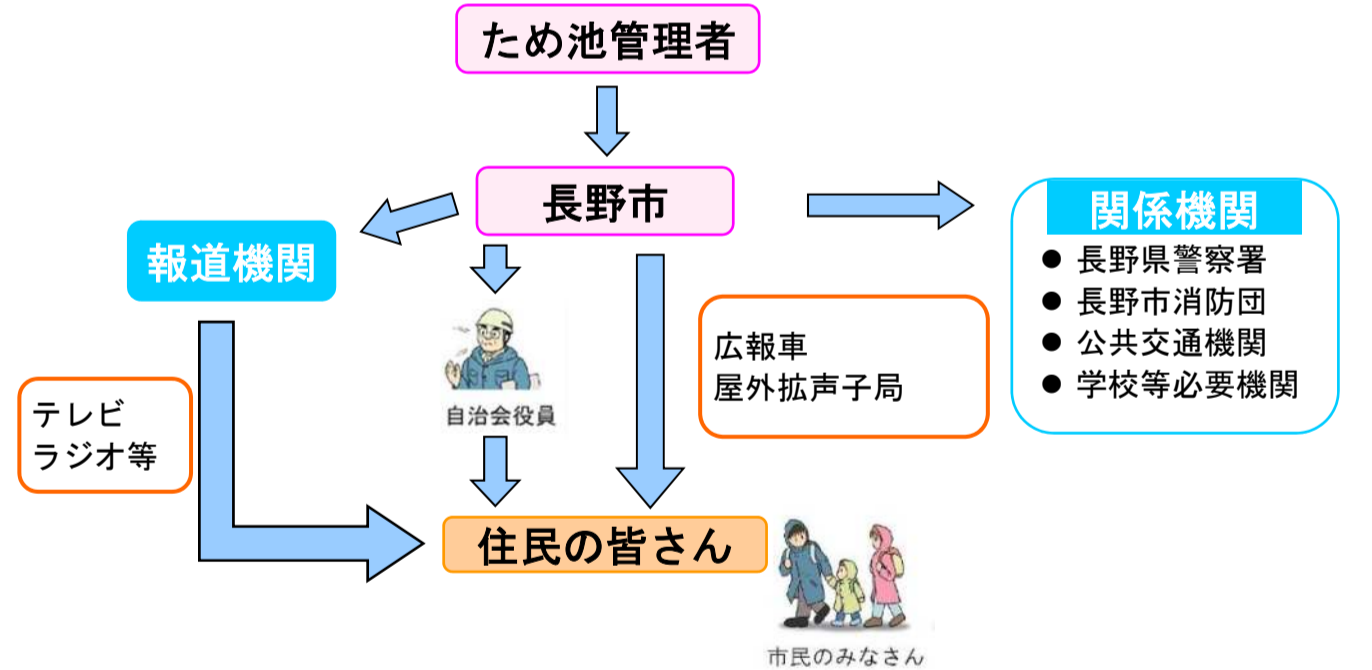 ため池管理者
長野市
報道機関
関係機関
● 長野県警察署
● 長野市消防団
● 公共交通機関
● 学校等必要機関
広報車
屋外拡声子局
自治会役員
テレビ
ラジオ等
住民の皆さん
市民のみなさん